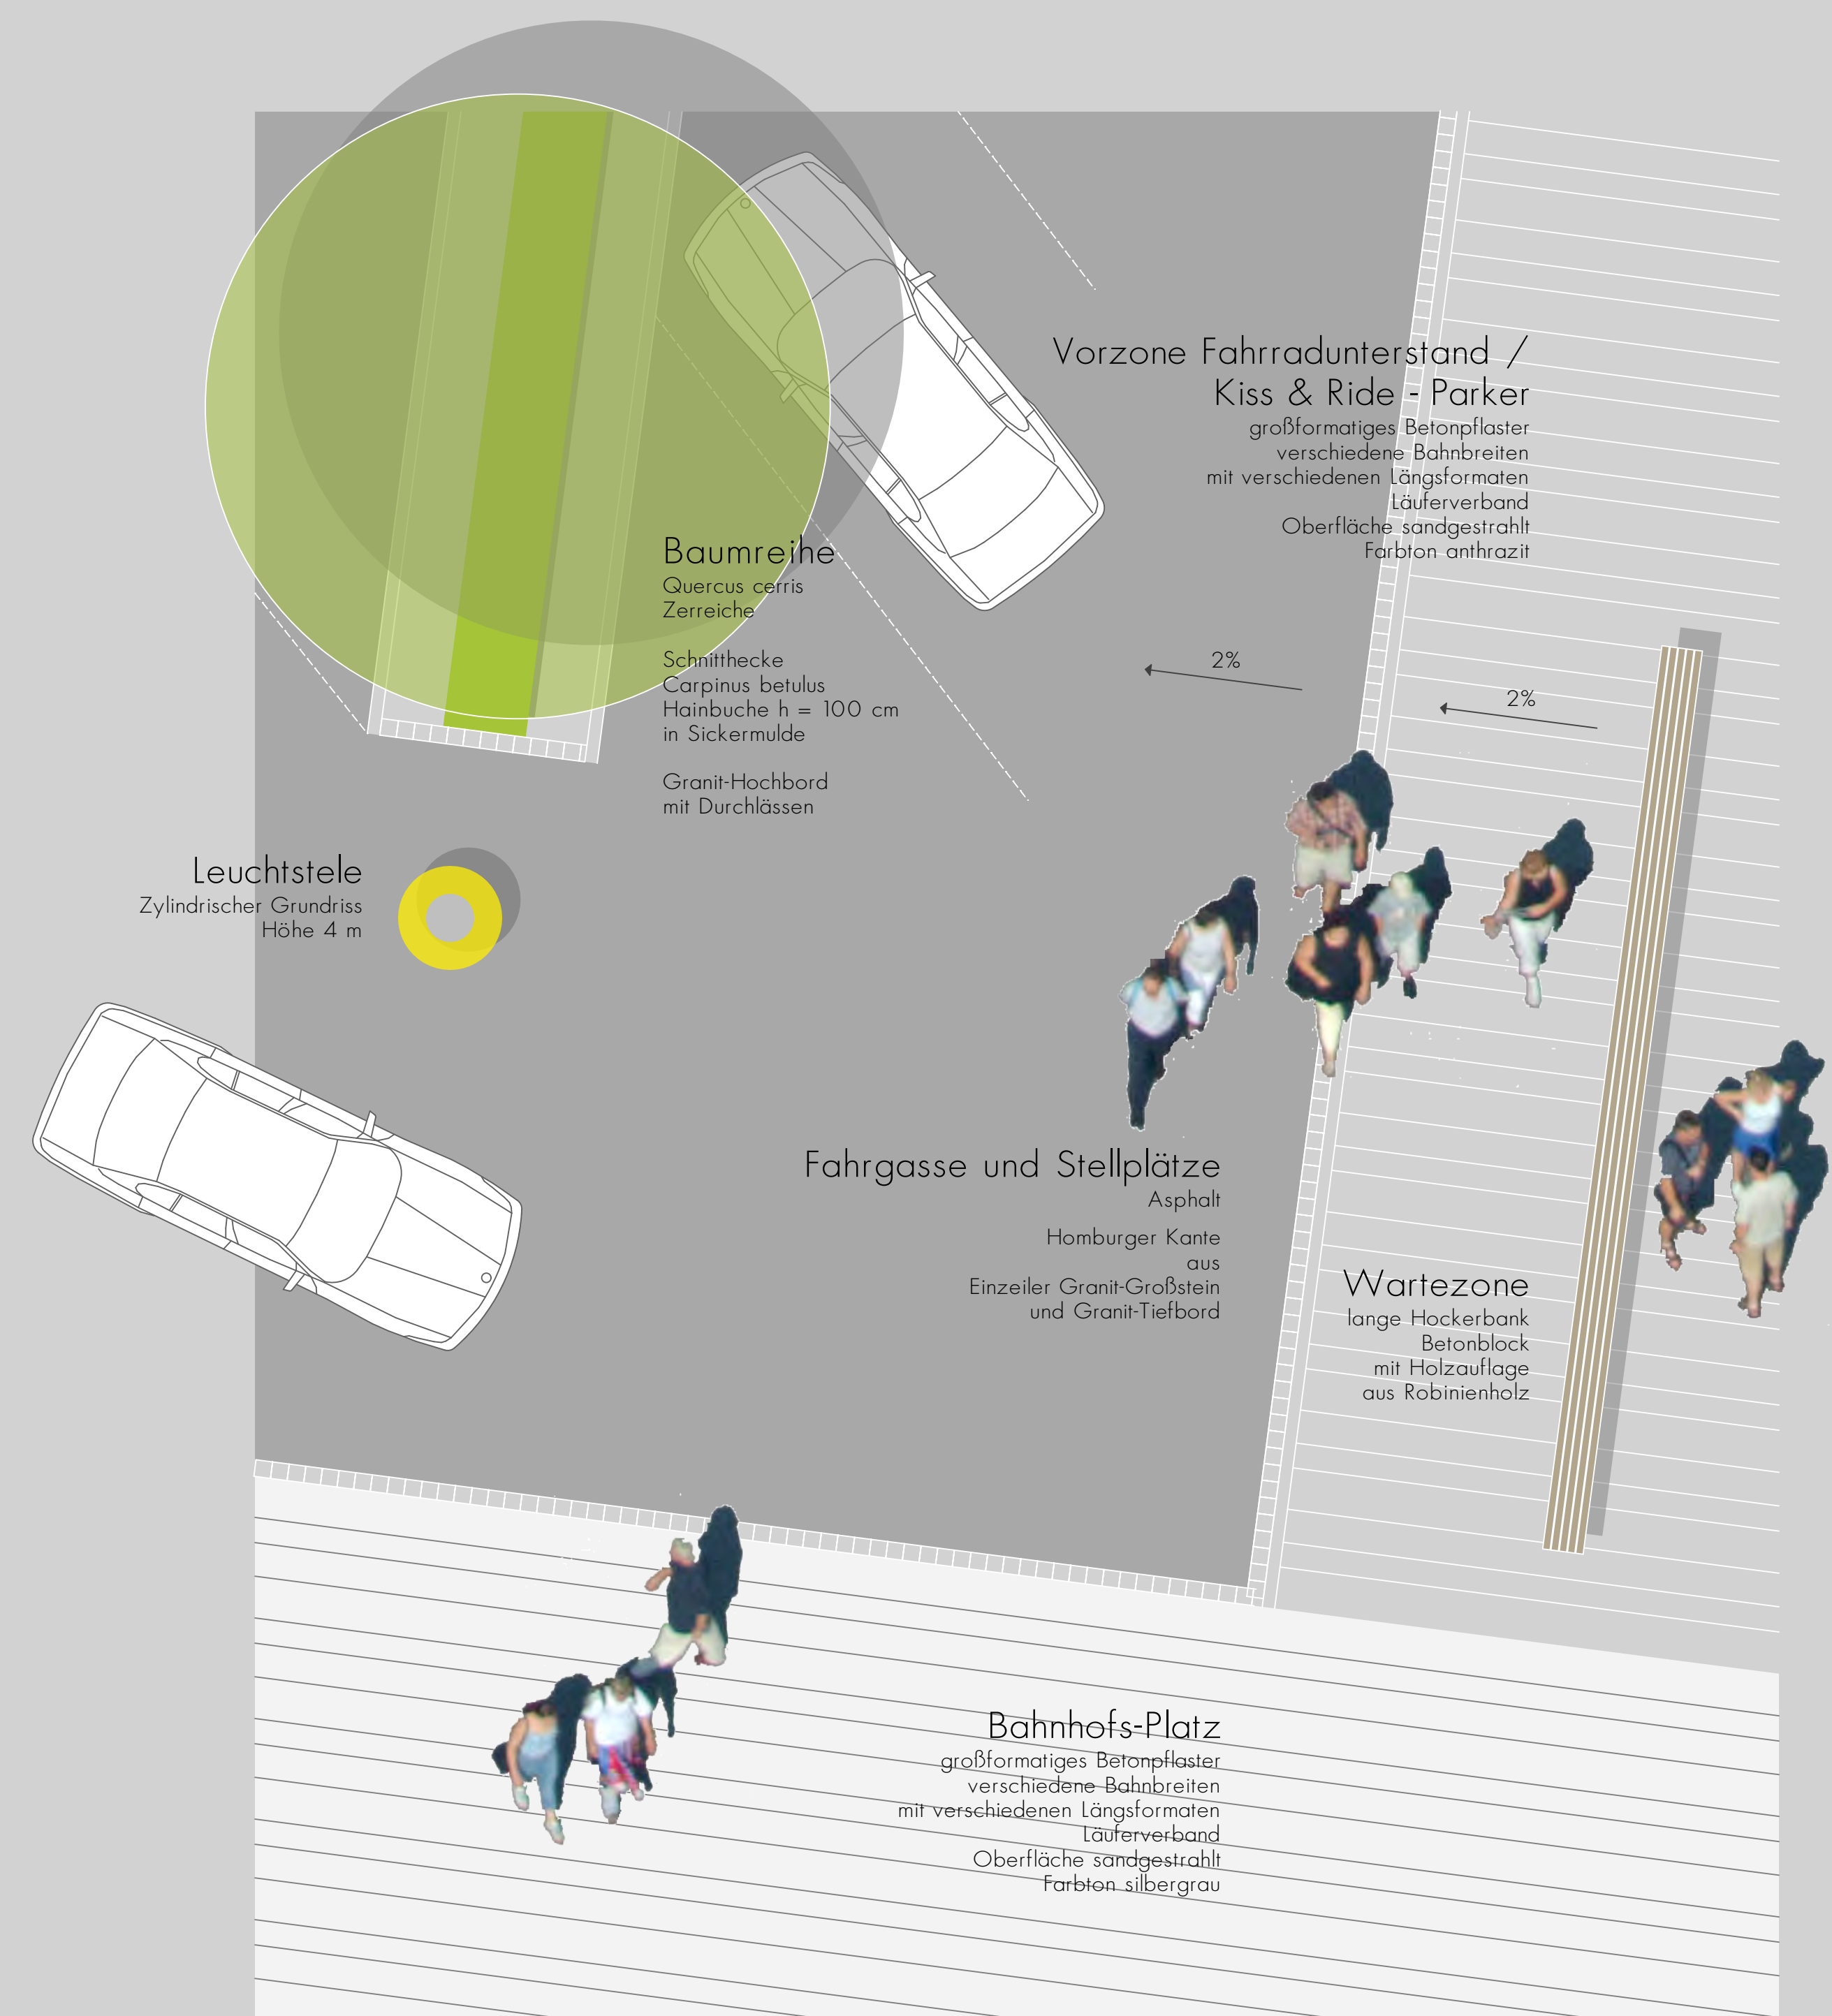 Vorzone Fahrradunterstand /
Kiss & Ride - Parker
großformatiges Betonpflaster
verschiedene Bahnbreiten
mit verschiedenen Längsformaten
Läuferverband
Oberfläche sandgestrahlt
Farbton anthrazit
Baumreihe
Quercus cerris
Zerreiche
Schnitthecke
Carpinus betulus
Hainbuche h = 100 cm
in Sickermulde
Granit-Hochbord
mit Durchlässen
2%
2%
Leuchtstele
Zylindrischer Grundriss
Höhe 4 m
Fahrgasse und Stellplätze
Asphalt
Homburger Kante
aus
Einzeiler Granit-Großstein
und Granit-Tiefbord
Wartezone
lange Hockerbank
Betonblock
mit Holzauflage
aus Robinienholz
Bahnhofs-Platz
großformatiges Betonpflaster
verschiedene Bahnbreiten
mit verschiedenen Längsformaten
Läuferverband
Oberfläche sandgestrahlt
Farbton silbergrau